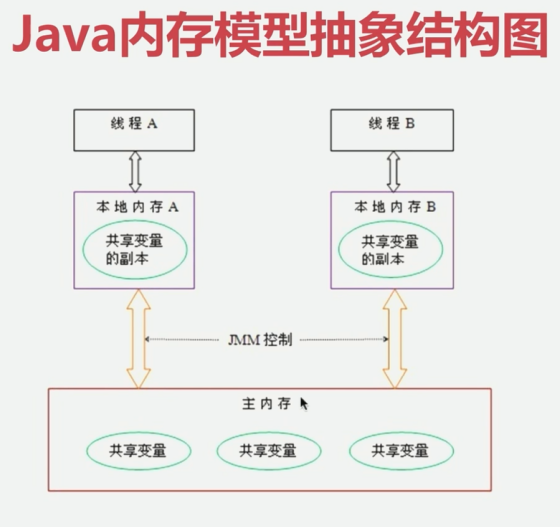 Java内存模型抽象结构图
线程 A
线程 B
本地内存 A
本地内存 B
共享变量
的副本
共享变量
的副本
JMM 控制
主内存
共享变量
共享变量
共享变量